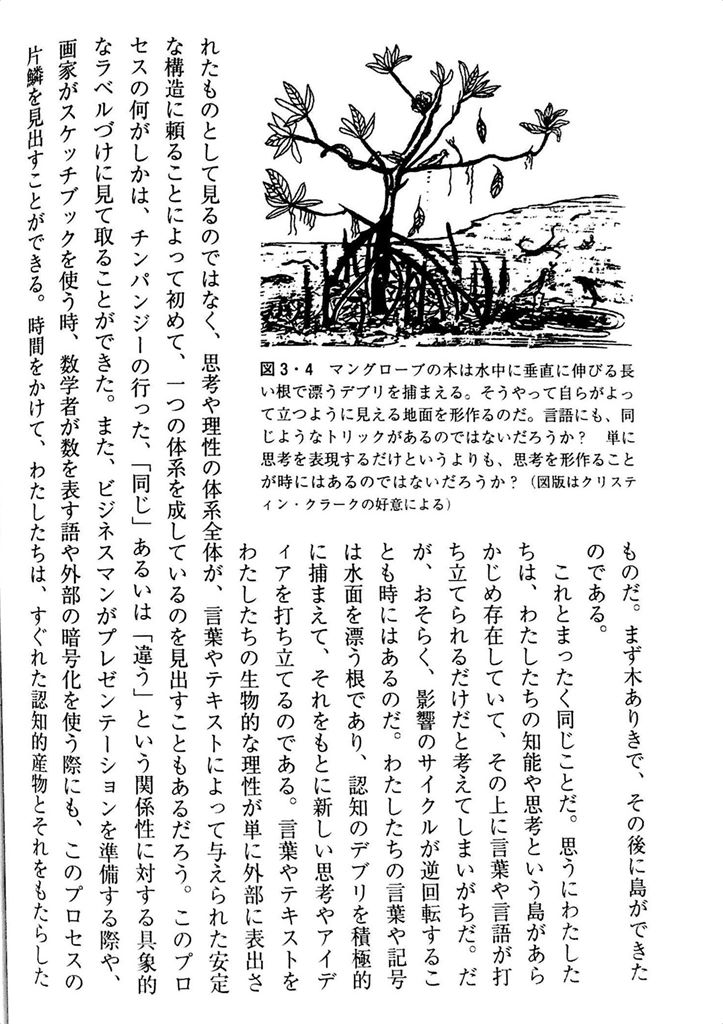 ものだ。まず木ありきで、その後に島ができた
のである。
　これとまったく同じことだ。思うにわたした
ちは、わたしたちの知能や思考という島があら
かじめ存在していて、その上に言葉や言語が打
ち立てられるだけだと考えてしまいがちだ。だ
が、おそらく、影響のサイクルが逆回転するこ
とも時にはあるのだ。わたしたちの言葉や記号
は水面を漂う根であり、認知のデブリを積極的
に捕まえて、それをもとに新しい思考やアイデ
ィアを打ち立てるのである。言葉やテキストを
わたしたちの生物的な理性が単に外部に表出さ
れたものとして見るのではなく、思考や理性の体系全体が、言葉やテキストによって与えられた安定
な構造に頼ることによって初めて、一つの体系を成しているのを見出すこともあるだろう。このプロ
セスの何がしかは、チンパンジーの行った、「同じ」あるいは「違う」という関係性に対する具象的
なラベルづけに見て取ることができた。また、ビジネスマンがプレゼンテーションを準備する際や、
画家がスケッチブックを使う時、数学者が数を表す語や外部の暗号化を使う際にも、このプロセスの
片鱗を見出すことができる。時間をかけて、わたしたちは、すぐれた認知的産物とそれをもたらした
図3・4　マングローブの木は水中に垂直に伸びる長
い根で漂うデブリを捕まえる。そうやって自らがよっ
て立つように見える地面を形作るのだ。言語にも、同
じようなトリックがあるのではないだろうか？　単に
思考を表現するだけというよりも、思考を形作ること
が時にはあるのではないだろうか？（図版はクリステ
ィン・クラークの好意による）